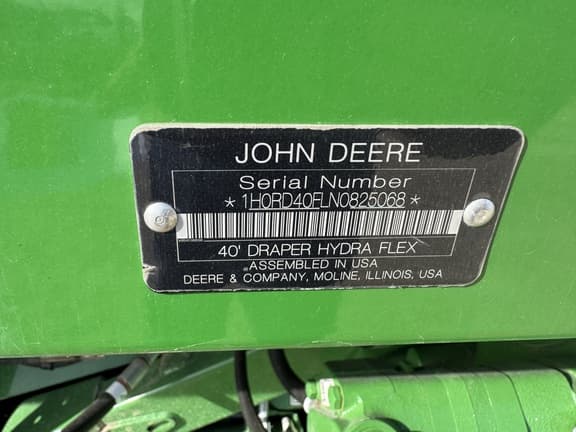 JOHN DEERE
Serial Number
*1H0RD40FLN0825068*
40' DRAPER HYDRA FLEX
ASSEMBLED IN USA
DEERE & COMPANY, MOLINE, ILLINOIS, USA